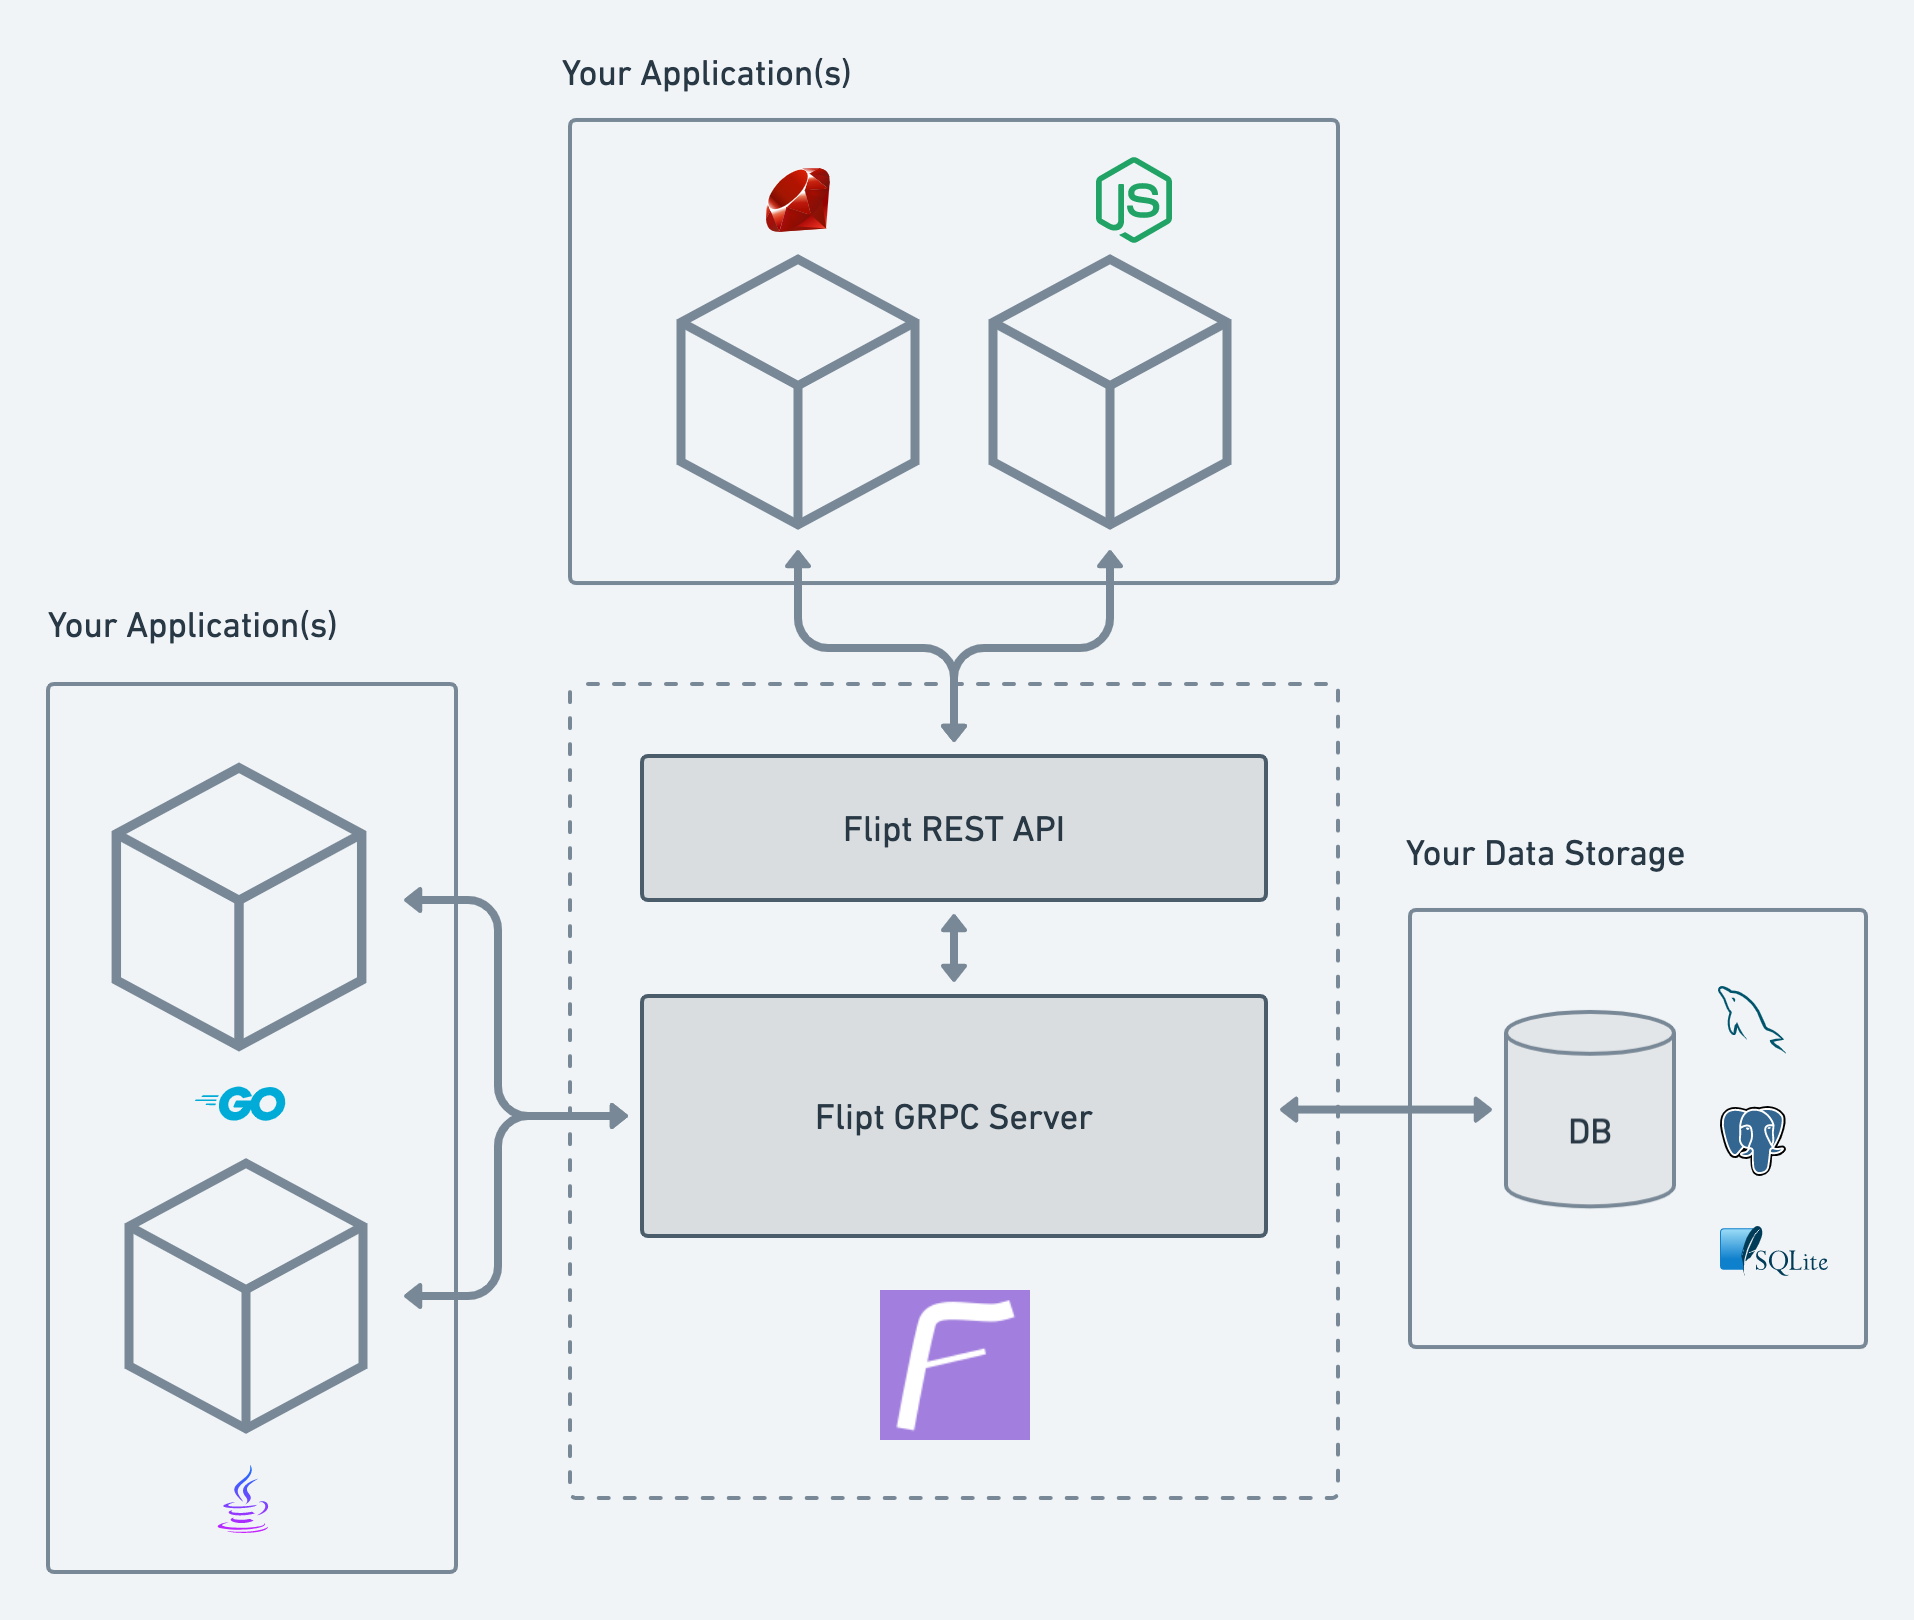 Your Application(s)
JS
Your Application(s)
Flipt REST API
Your Data Storage
GO
Flipt GRPC Server
DB
SQLite
F